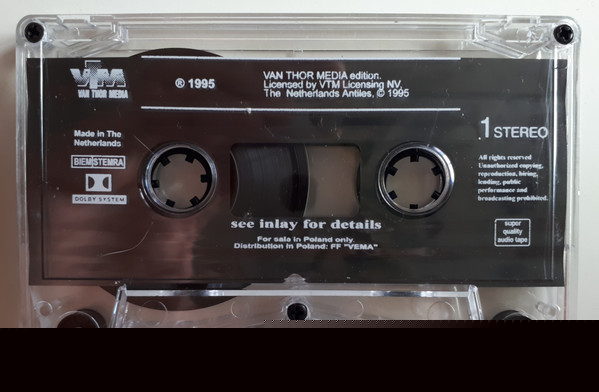 VTM
VAN THOR MEDIA
℗ 1995
VAN THOR MEDIA edition.
Licensed by VTM Licensing NV,
The Netherlands Antiles, © 1995
Made in The
Netherlands
BIEM STEMRA
DOLBY SYSTEM
1 STEREO
All rights reserved
Unauthorized copying,
reproduction, hiring,
lending, public
performance and
broadcasting prohibited.
super
quality
audio tape
see inlay for details
For sale in Poland only.
Distribution in Poland: FF "VEMA"